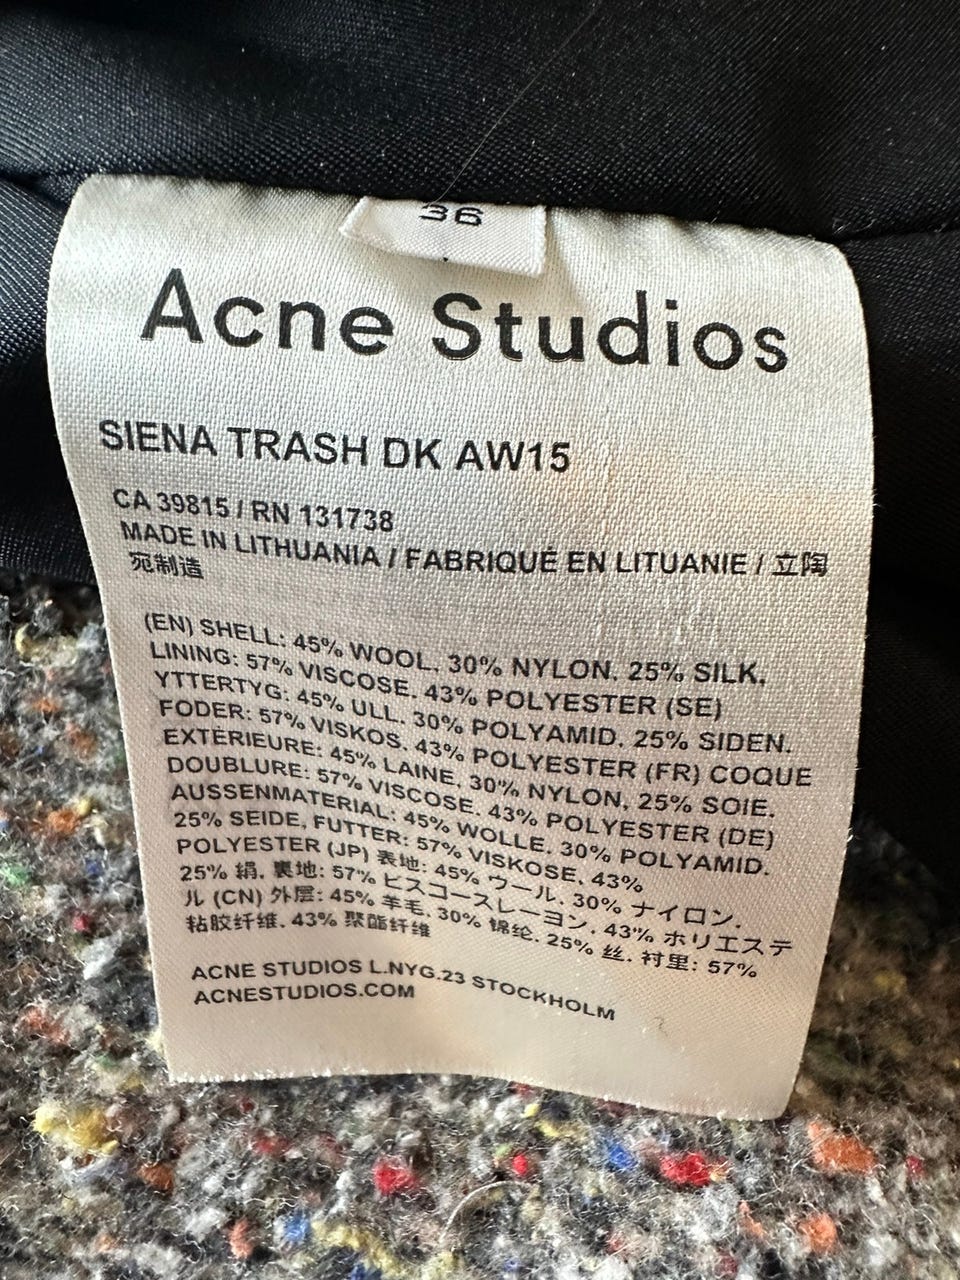 36
Acne Studios
SIENA TRASH DK AW15
CA 39815 / RN 131738
MADE IN LITHUANIA / FABRIQUÉ EN LITUANIE / 立陶
宛制造
(EN) SHELL: 45% WOOL, 30% NYLON, 25% SILK.
LINING: 57% VISCOSE, 43% POLYESTER (SE)
YTTERTYG: 45% ULL, 30% POLYAMID, 25% SIDEN.
FODER: 57% VISKOS, 43% POLYESTER (FR) COQUE
EXTÉRIEURE: 45% LAINE, 30% NYLON, 25% SOIE.
DOUBLURE: 57% VISCOSE, 43% POLYESTER (DE)
AUSSENMATERIAL: 45% WOLLE, 30% POLYAMID.
25% SEIDE, FUTTER: 57% VISKOSE, 43%
POLYESTER (JP) 表地: 45% ウール, 30% ナイロン,
25% 絹, 裏地: 57% ビスコースレーヨン, 43% ポリエステ
ル (CN) 外层: 45% 羊毛, 30% 锦纶, 25% 丝, 衬里: 57%
粘胶纤维, 43% 聚酯纤维
ACNE STUDIOS L.NYG.23 STOCKHOLM
ACNESTUDIOS.COM